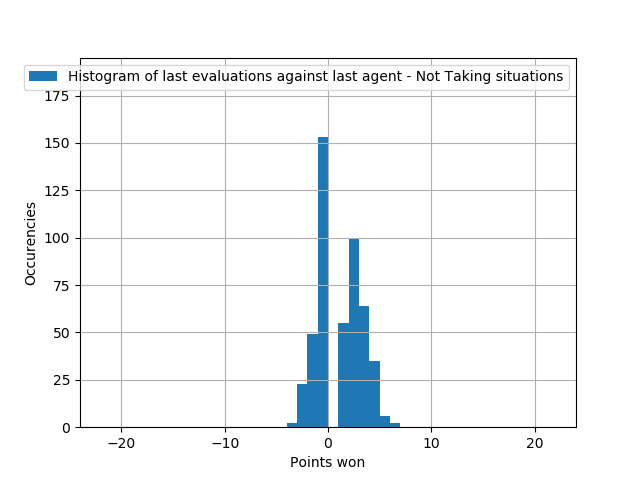 Histogram of last evaluations against last agent - Not Taking situations
175
150
125
100
75
50
25
0
Occurencies
−20 −10 0 10 20
Points won